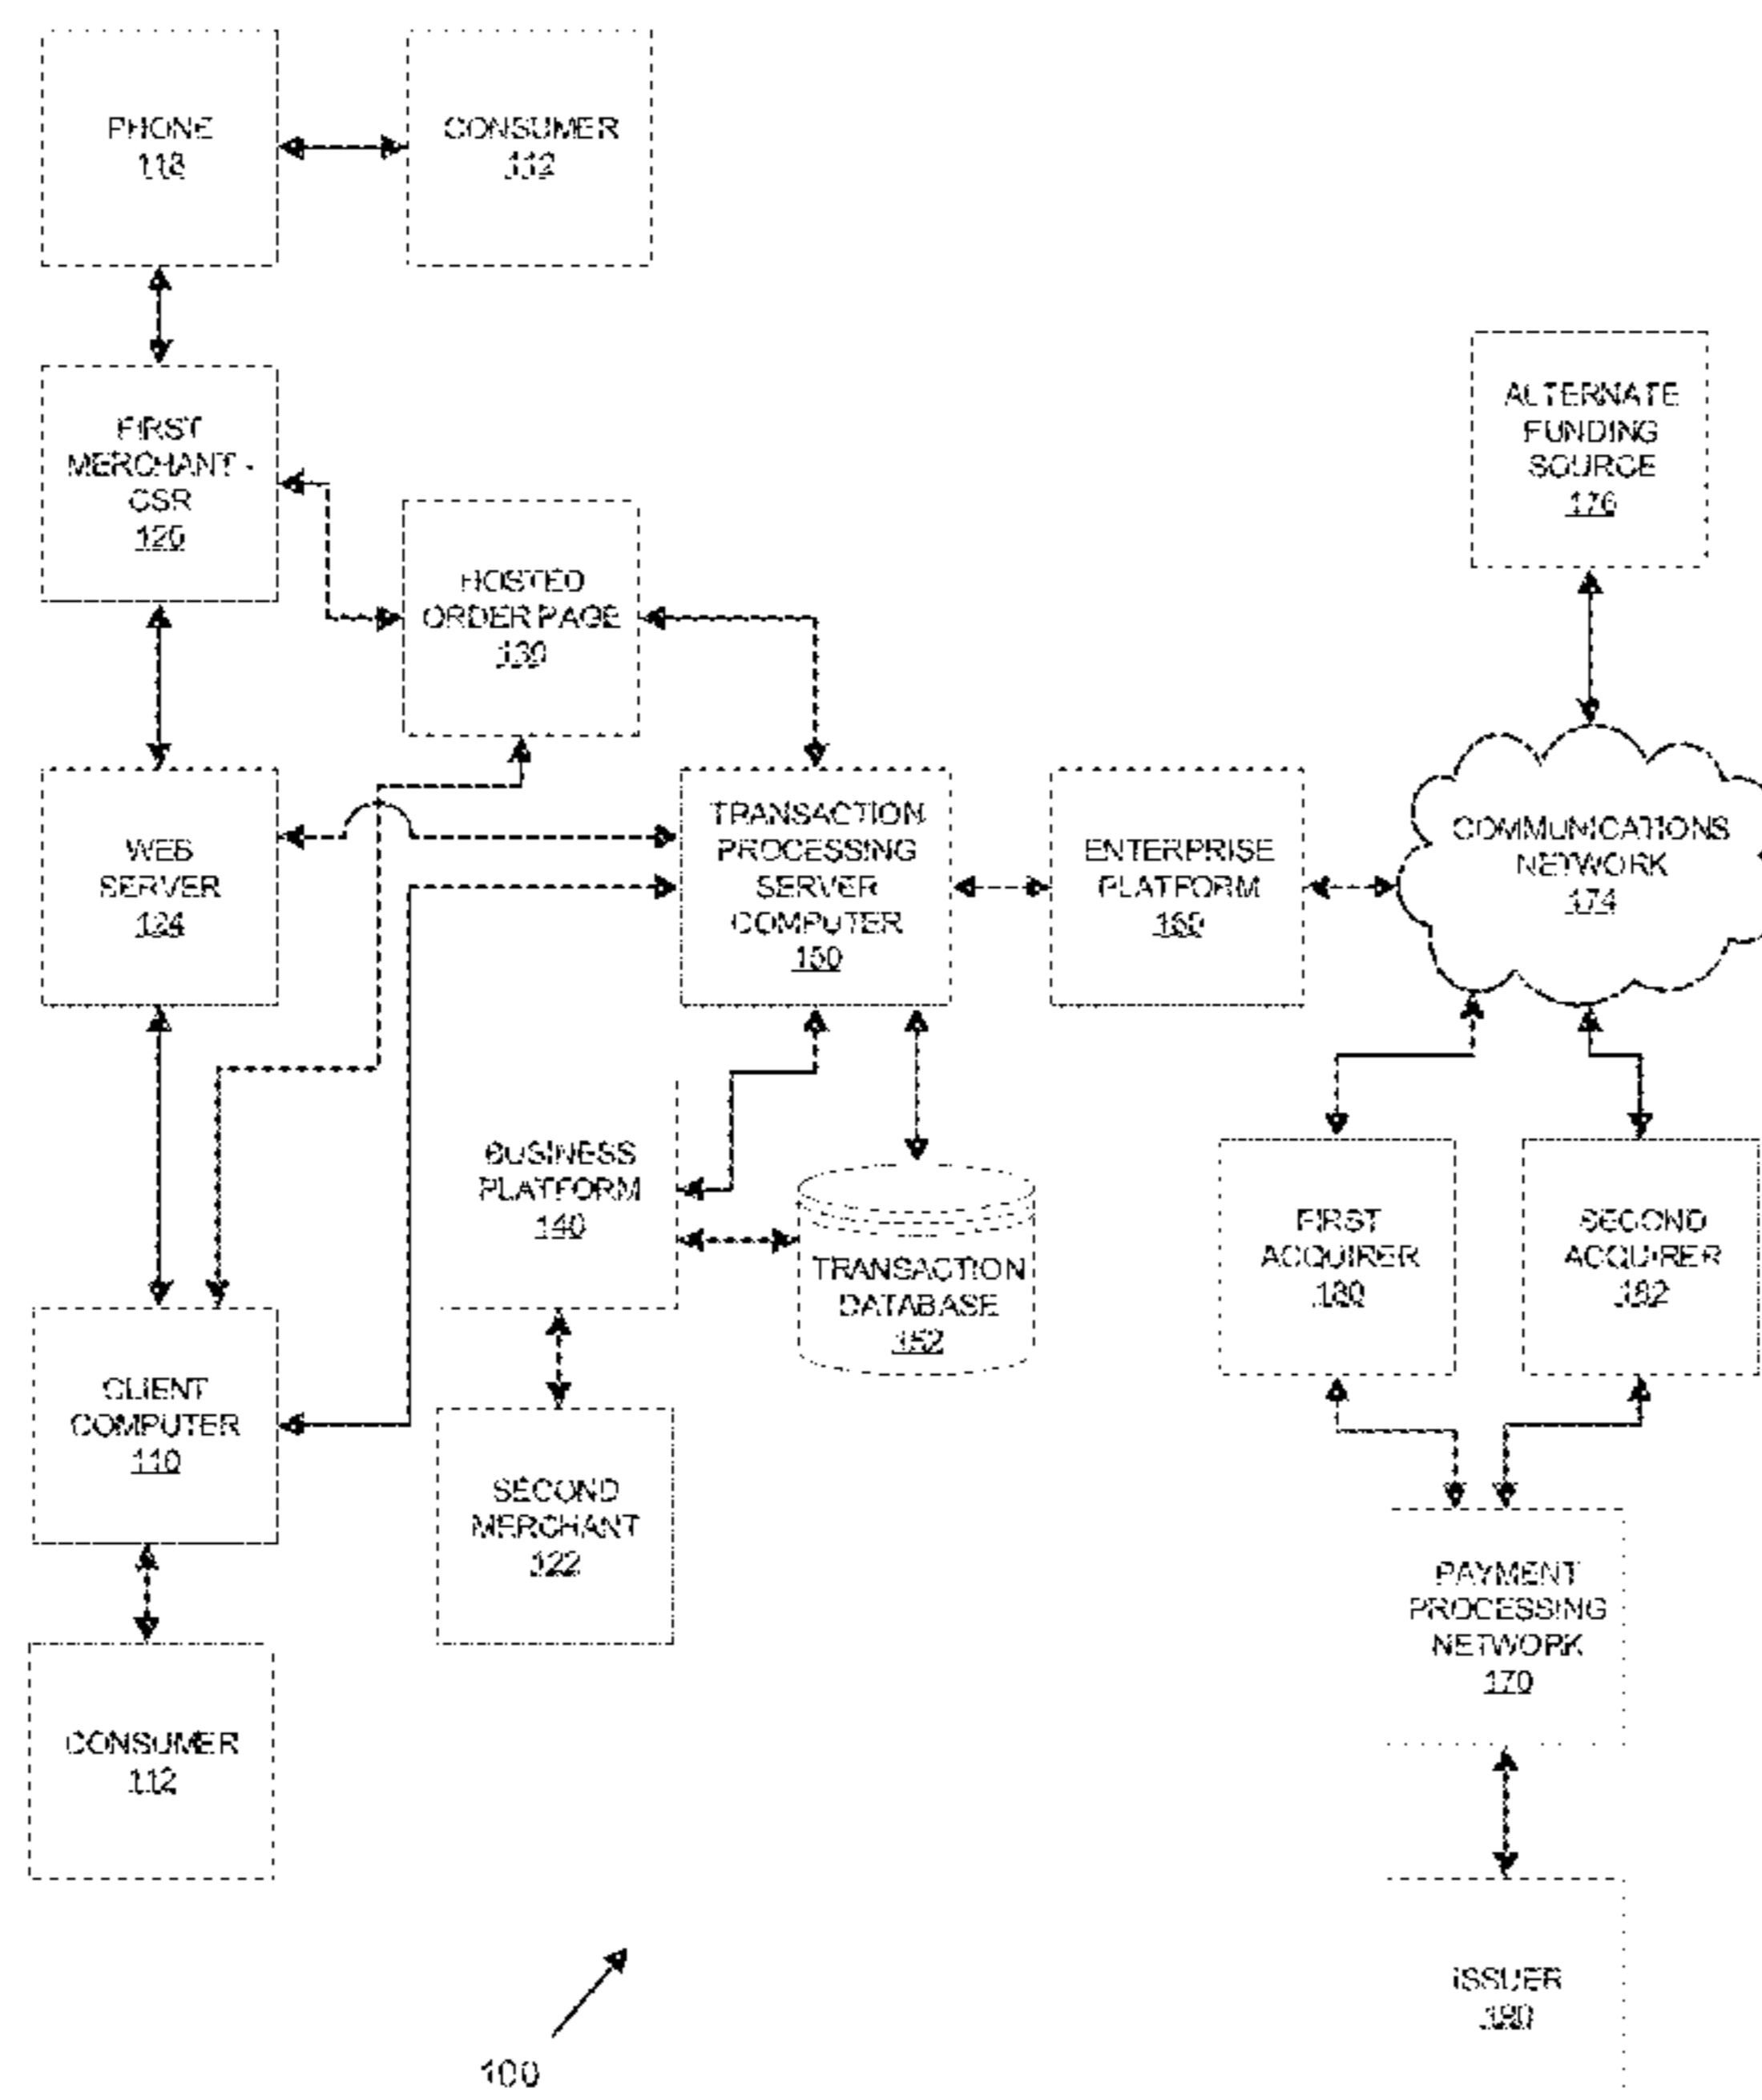 PHONE
118
CONSUMER
112
FIRST
MERCHANT -
CSR
120
HOSTED
ORDER PAGE
130
ALTERNATE
FUNDING
SOURCE
176
WEB
SERVER
124
TRANSACTION
PROCESSING
SERVER
COMPUTER
150
ENTERPRISE
PLATFORM
160
COMMUNICATIONS
NETWORK
174
BUSINESS
PLATFORM
140
TRANSACTION
DATABASE
152
FIRST
ACQUIRER
180
SECOND
ACQUIRER
182
CLIENT
COMPUTER
110
SECOND
MERCHANT
122
PAYMENT
PROCESSING
NETWORK
170
CONSUMER
112
ISSUER
190
100